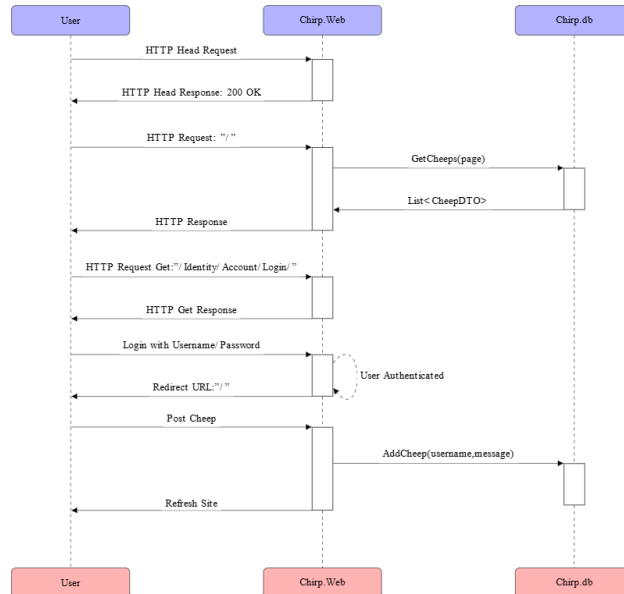 User Chirp.Web Chirp.db
HTTP Head Request
HTTP Head Response: 200 OK
HTTP Request: "/ "
GetCheeps(page)
List< CheepDTO>
HTTP Response
HTTP Request Get:"/ Identity/ Account/ Login/ "
HTTP Get Response
Login with Username/ Password
User Authenticated
Redirect URL:"/ "
Post Cheep
AddCheep(username,message)
Refresh Site
User Chirp.Web Chirp.db